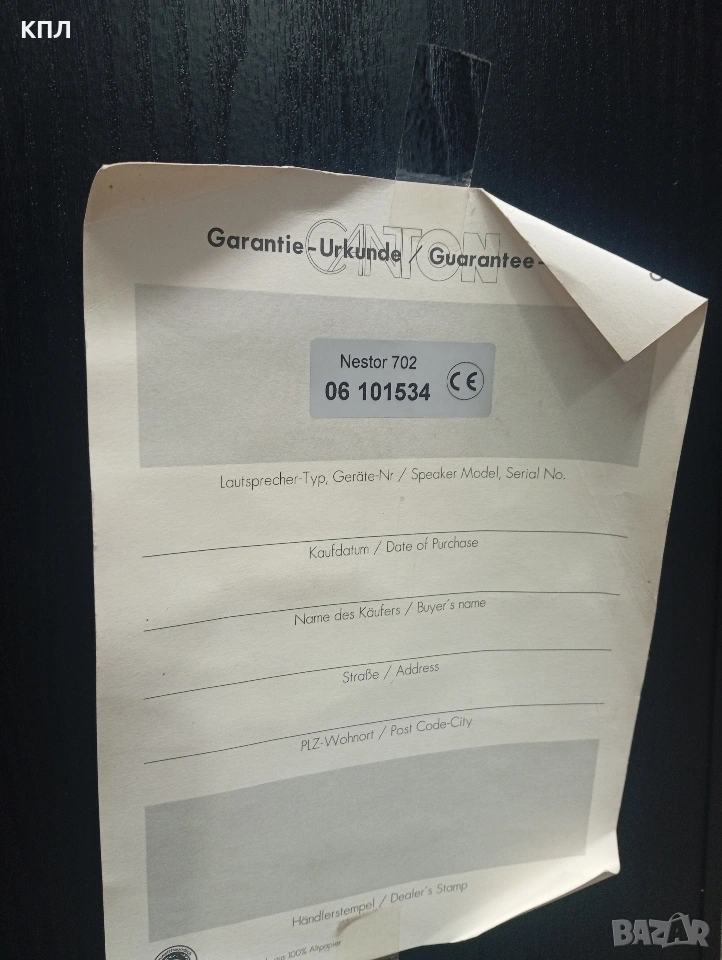 КПЛ
CANTON
Garantie-Urkunde / Guarantee-
Nestor 702
06 101534 CE
Lautsprecher-Typ, Geräte-Nr / Speaker Model, Serial No.
Kaufdatum / Date of Purchase
Name des Käufers / Buyer's name
Straße / Address
PLZ-Wohnort / Post Code-City
Händlerstempel / Dealer's Stamp
100% Altpapier
BAZAR